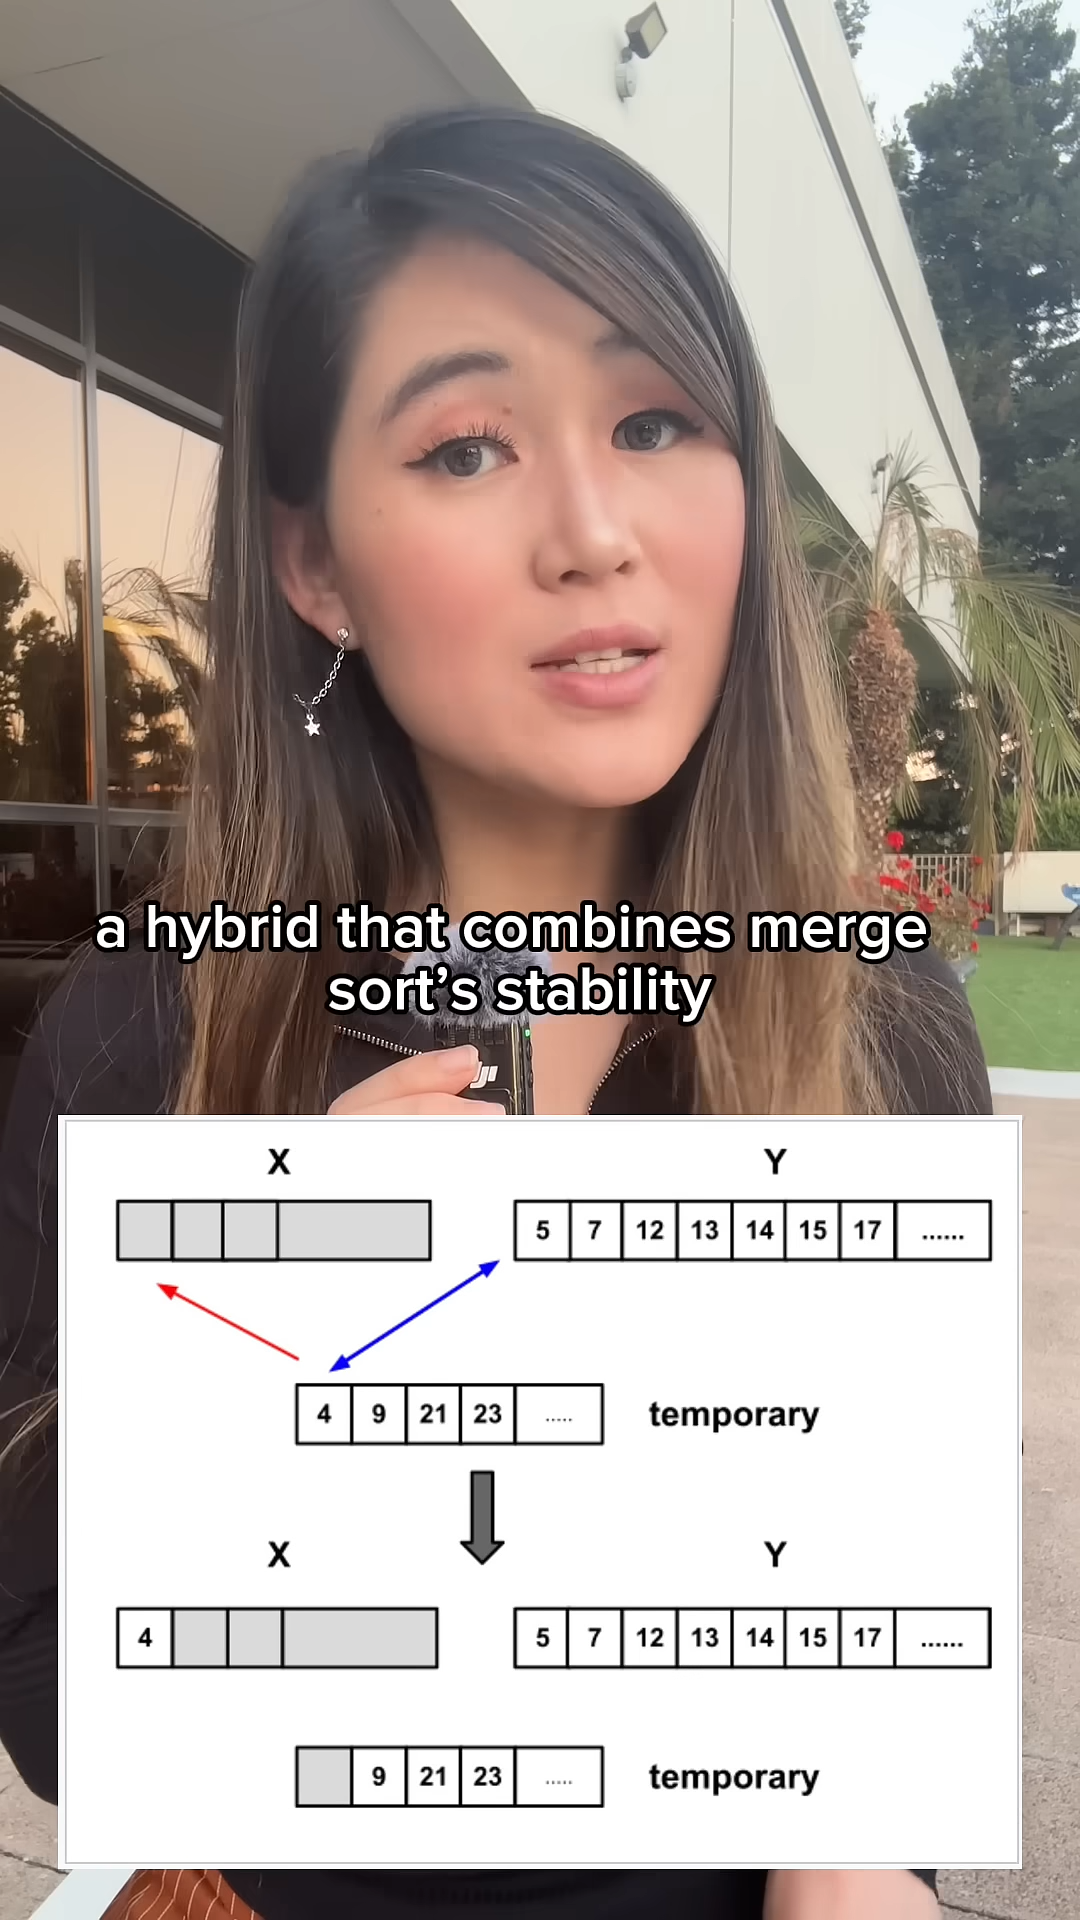 a hybrid that combines merge
sort's stability
JI
X Y
5 7 12 13 14 15 17 ......
4 9 21 23 ..... temporary
X Y
4 5 7 12 13 14 15 17 ......
9 21 23 ..... temporary